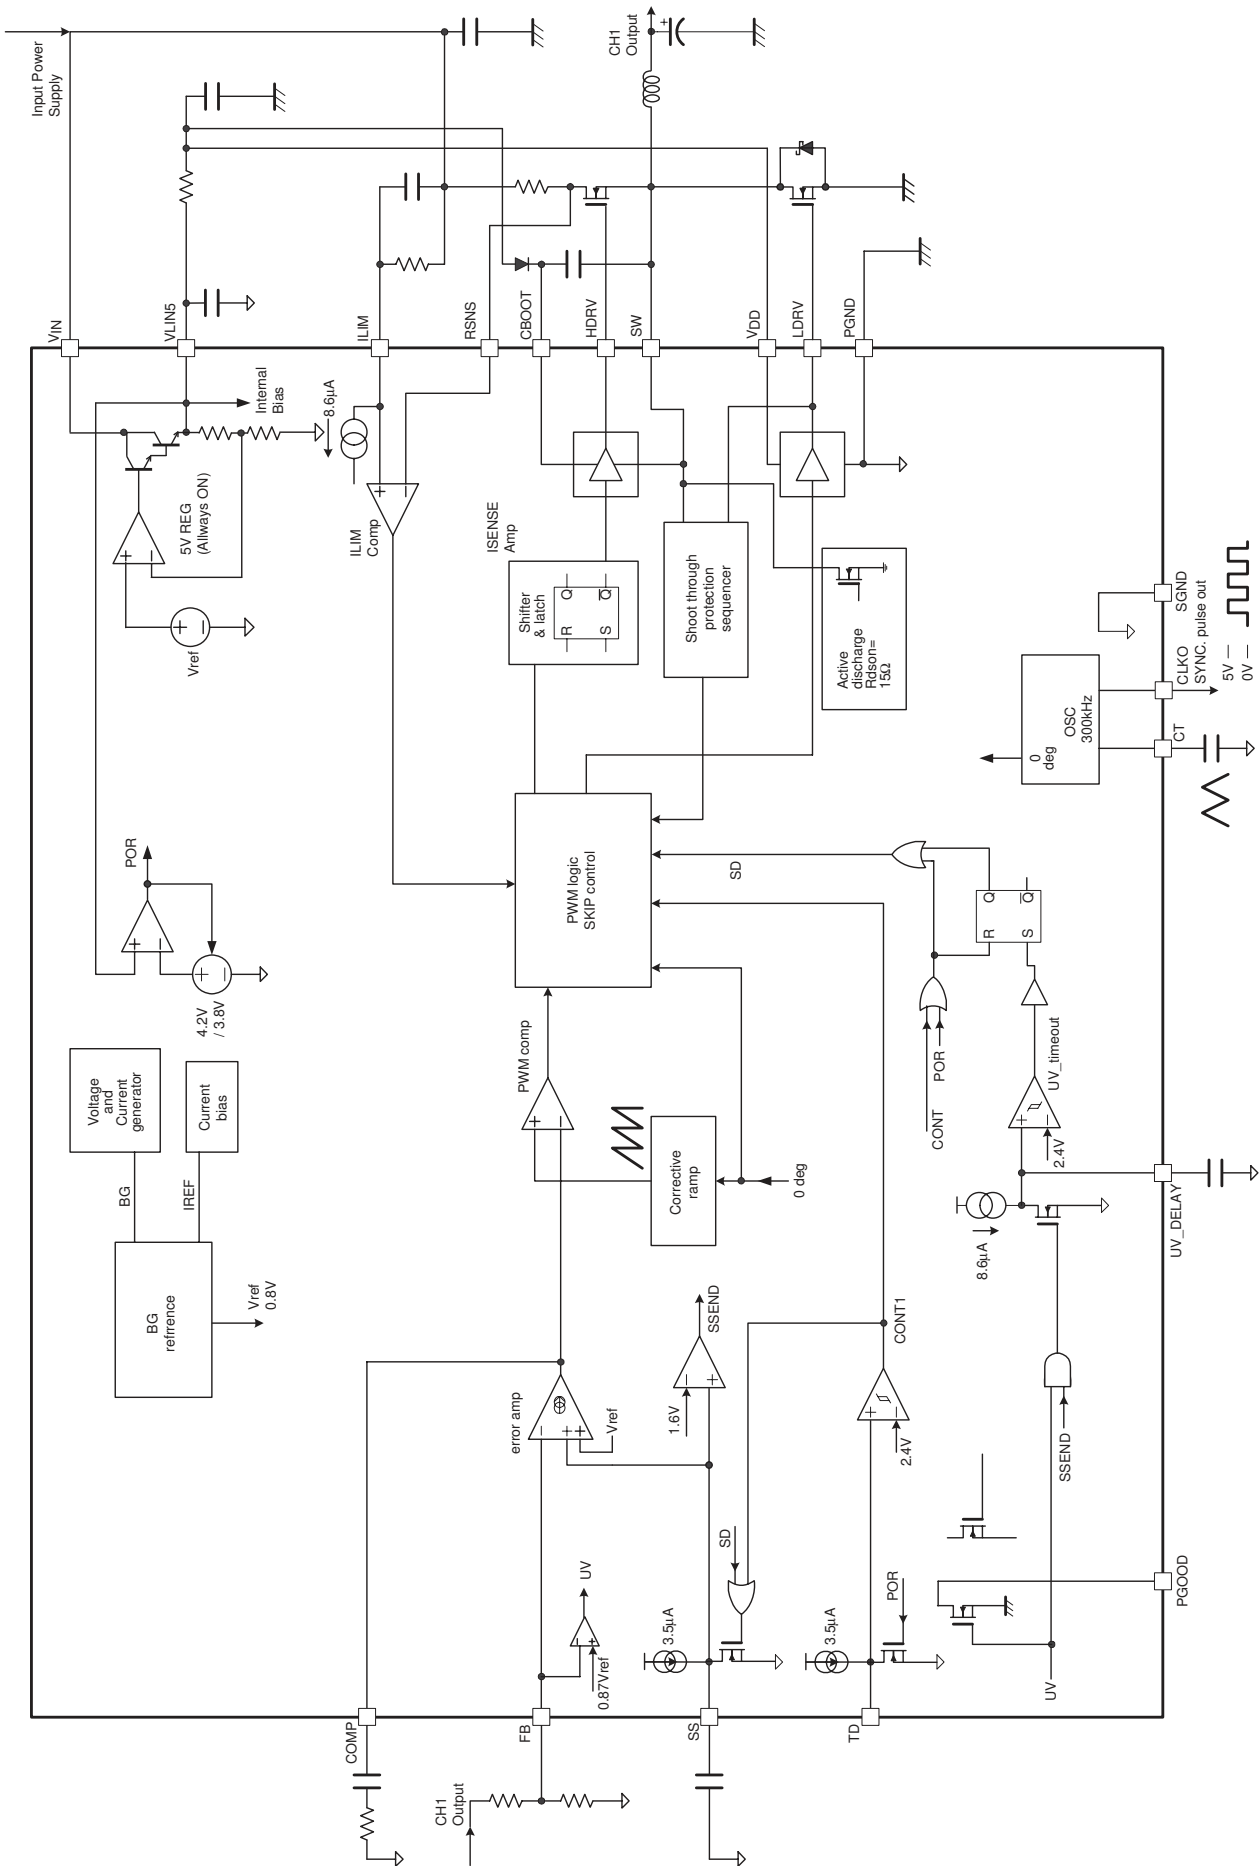 Input Power
Supply
CH1
Output
VIN
VLIN5
ILIM
RSNS
CBOOT
HDRV
SW
VDD
LDRV
PGND
Internal
Bias
8.6μA
5V REG
(Allways ON)
+
−
+
−
Vref
+
−
ILIM
Comp
ISENSE
Amp
Shifter
& latch
R
Q
S
Q
Shoot through
protection
sequencer
Active
discharge
Rdson=
15Ω
POR
+
−
+
−
4.2V
/ 3.8V
PWM logic
SKIP control
SD
0
deg
OSC
300kHz
SGND
CLKO
SYNC. pulse out
5V
0V
CT
R
Q
S
Q
CONT
POR
UV_timeout
+
−
2.4V
UV_DELAY
8.6μA
Voltage
and
Current
generator
Current
bias
BG
IREF
BG
refrrence
Vref
0.8V
PWM comp
+
−
Corrective
ramp
0 deg
error amp
−
+
+
Vref
SSEND
−
+
1.6V
CONT1
+
−
2.4V
SSEND
UV
UV
−
+
0.87Vref
3.5μA
SD
3.5μA
POR
PGOOD
COMP
FB
SS
TD
CH1
Output
+